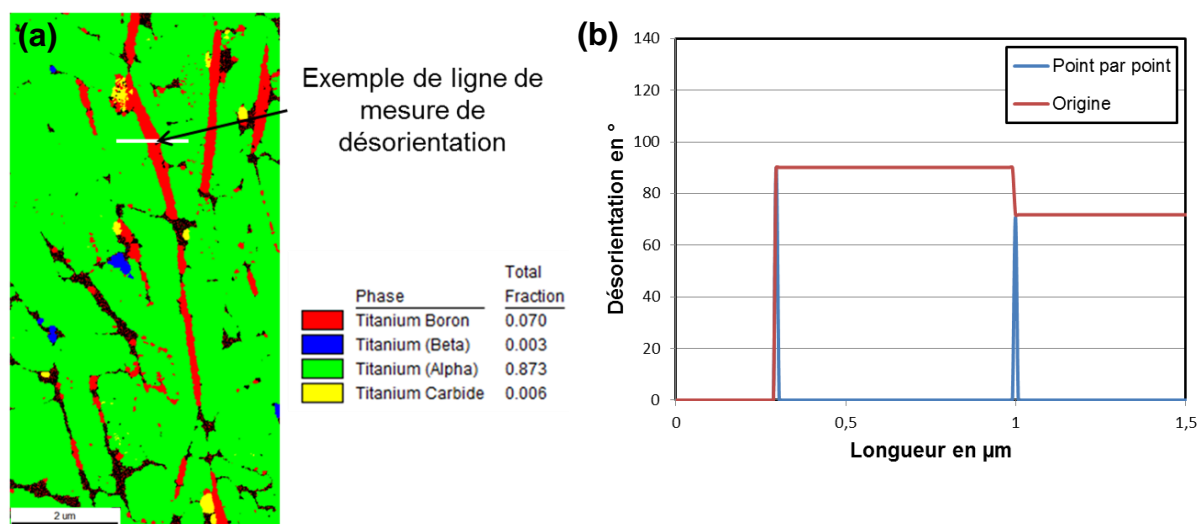 (a)
Exemple de ligne de
mesure de
désorientation
Total
Phase Fraction
Titanium Boron 0.070
Titanium (Beta) 0.003
Titanium (Alpha) 0.873
Titanium Carbide 0.006
2 um
(b)
Désorientation en °
140
120
100
80
60
40
20
0
Point par point
Origine
0 0,5 1 1,5
Longueur en µm